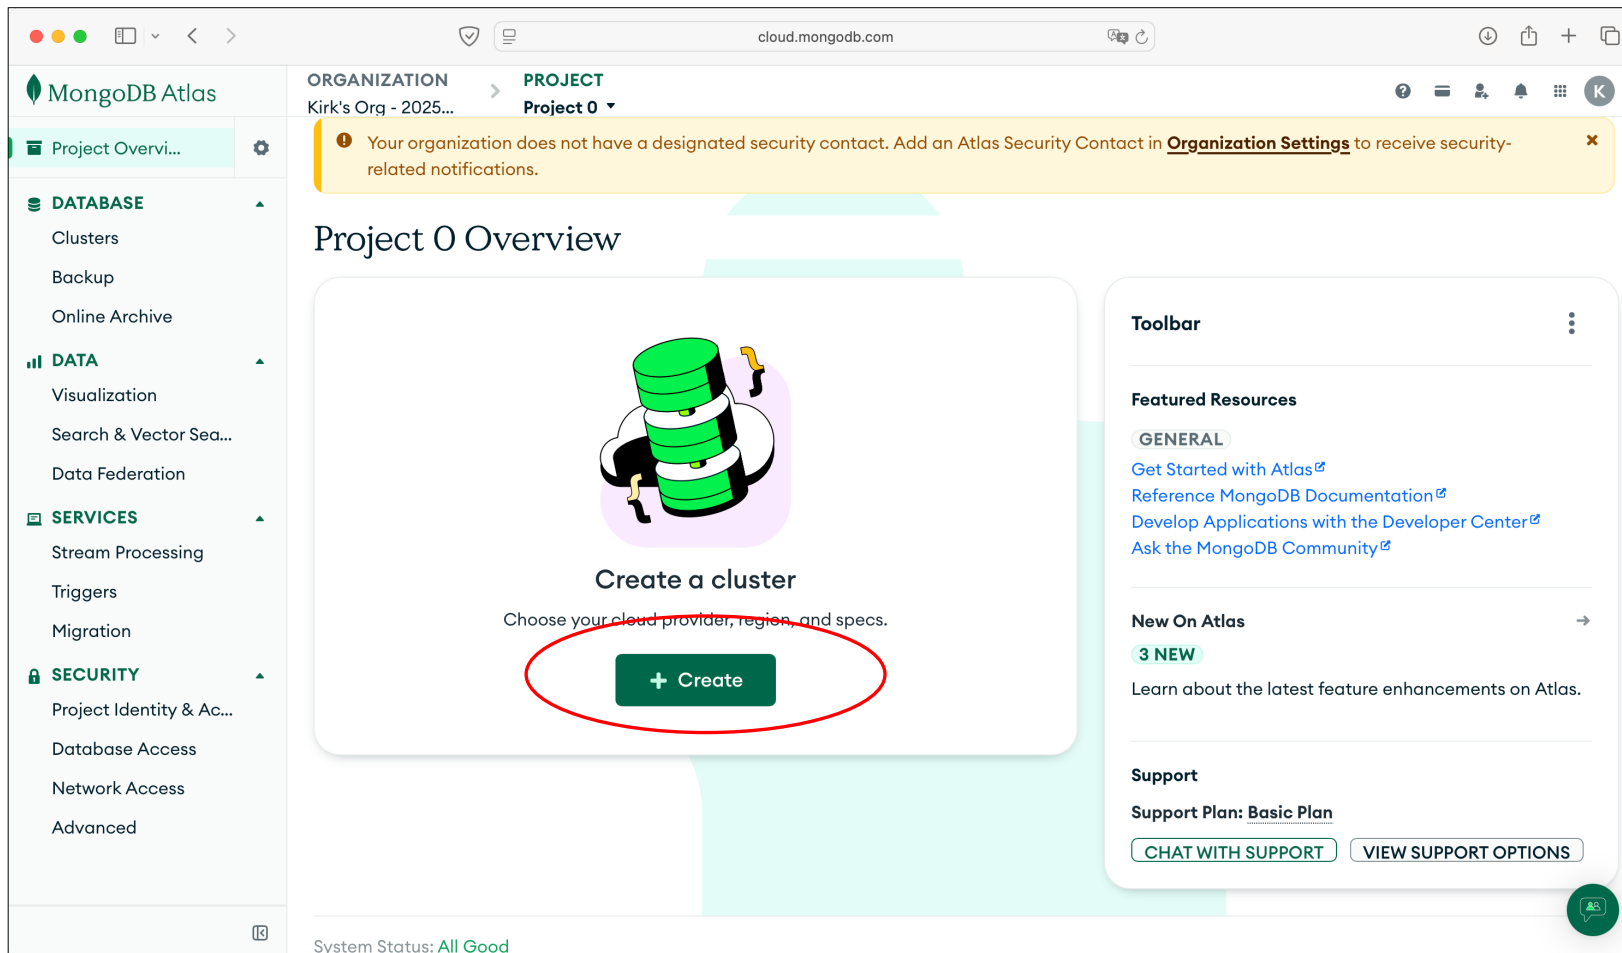 cloud.mongodb.com
MongoDB Atlas
ORGANIZATION
Kirk's Org - 2025...
PROJECT
Project 0
K
Project Overvi...
DATABASE
Clusters
Backup
Online Archive
DATA
Visualization
Search & Vector Sea...
Data Federation
SERVICES
Stream Processing
Triggers
Migration
SECURITY
Project Identity & Ac...
Database Access
Network Access
Advanced
Your organization does not have a designated security contact. Add an Atlas Security Contact in Organization Settings to receive security-
related notifications.
Project 0 Overview
Create a cluster
Choose your cloud provider, region, and specs.
+ Create
Toolbar
Featured Resources
GENERAL
Get Started with Atlas
Reference MongoDB Documentation
Develop Applications with the Developer Center
Ask the MongoDB Community
New On Atlas
3 NEW
Learn about the latest feature enhancements on Atlas.
Support
Support Plan: Basic Plan
CHAT WITH SUPPORT
VIEW SUPPORT OPTIONS
System Status: All Good